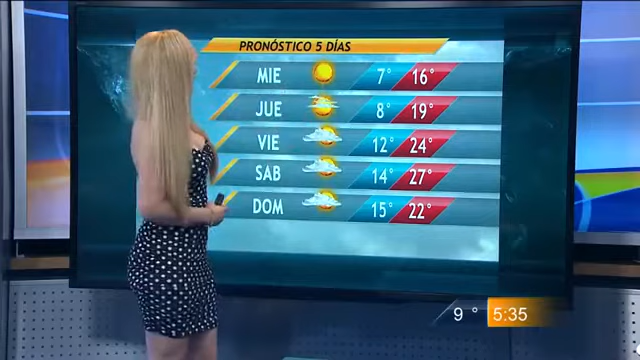 PRONÓSTICO 5 DÍAS
MIE 7° 16°
JUE 8° 19°
VIE 12° 24°
SAB 14° 27°
DOM 15° 22°
9° 5:35